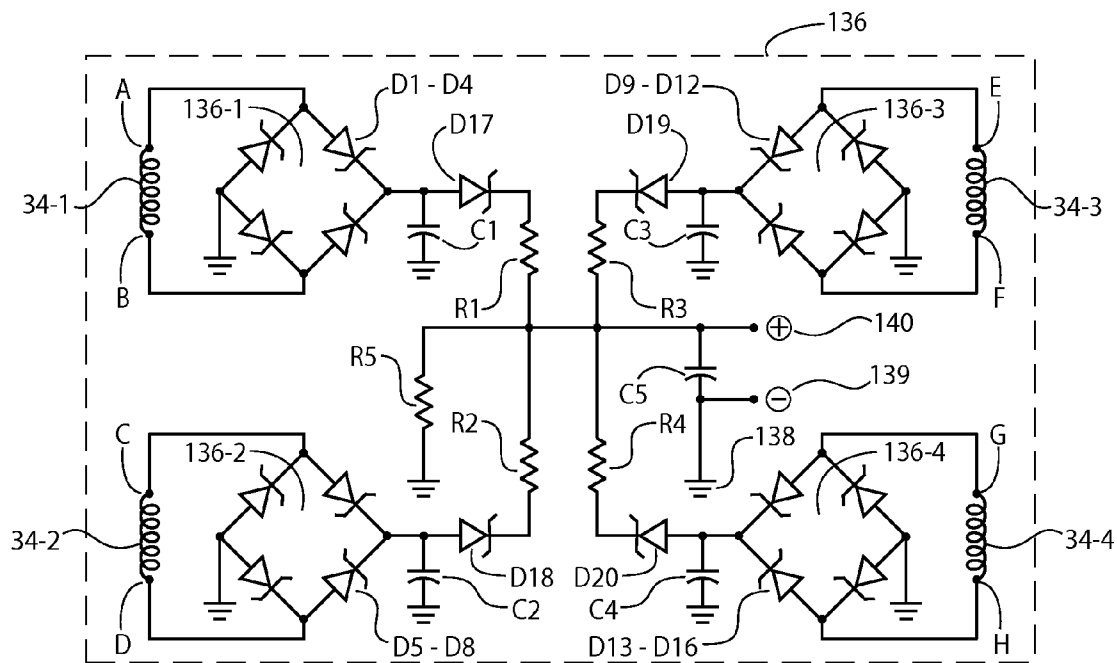 136
A D1 - D4 D9 - D12 E
136-1 D17 D19 136-3
34-1 C1 C3 34-3
B R1 R3 F
R5 + 140
C5 − 139
C R2 R4 138 G
136-2 136-4
34-2 D18 D20 34-4
C2 C4
D D5 - D8 D13 - D16 H